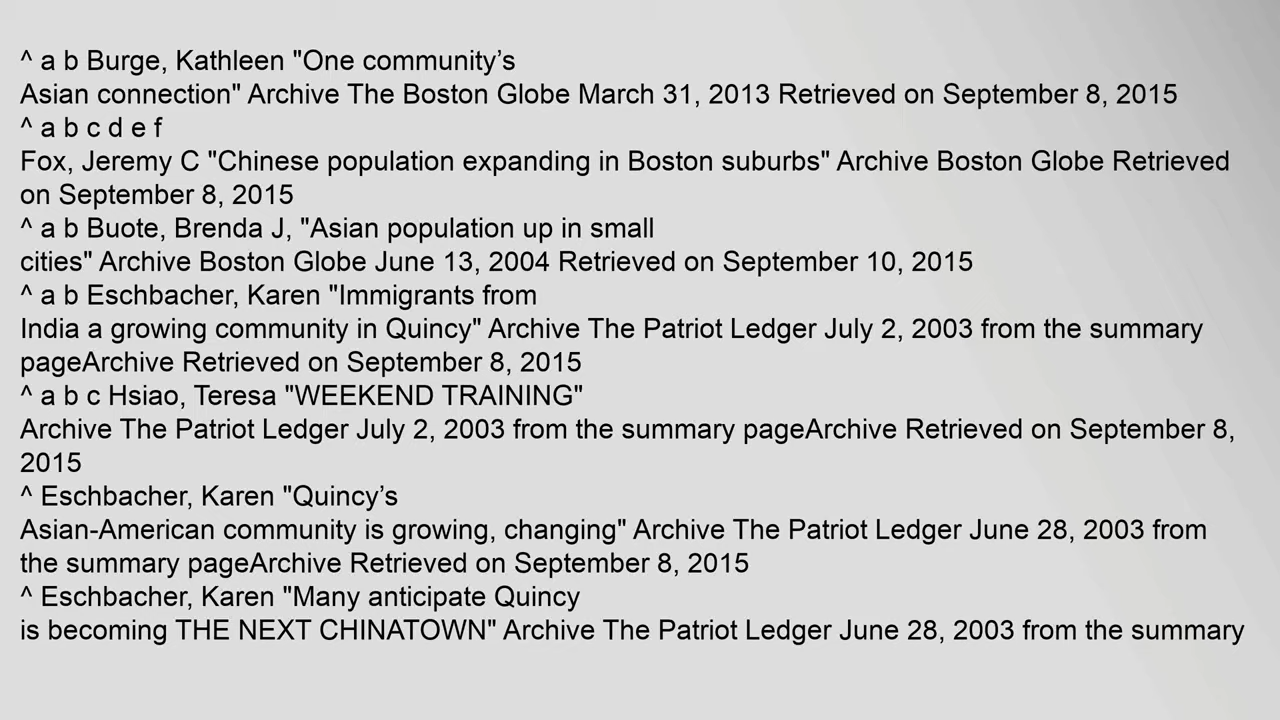 ^ a b Burge, Kathleen "One community’s
Asian connection" Archive The Boston Globe March 31, 2013 Retrieved on September 8, 2015
^ a b c d e f
Fox, Jeremy C "Chinese population expanding in Boston suburbs" Archive Boston Globe Retrieved
on September 8, 2015
^ a b Buote, Brenda J, "Asian population up in small
cities" Archive Boston Globe June 13, 2004 Retrieved on September 10, 2015
^ a b Eschbacher, Karen "Immigrants from
India a growing community in Quincy" Archive The Patriot Ledger July 2, 2003 from the summary
pageArchive Retrieved on September 8, 2015
^ a b c Hsiao, Teresa "WEEKEND TRAINING"
Archive The Patriot Ledger July 2, 2003 from the summary pageArchive Retrieved on September 8,
2015
^ Eschbacher, Karen "Quincy’s
Asian-American community is growing, changing" Archive The Patriot Ledger June 28, 2003 from
the summary pageArchive Retrieved on September 8, 2015
^ Eschbacher, Karen "Many anticipate Quincy
is becoming THE NEXT CHINATOWN" Archive The Patriot Ledger June 28, 2003 from the summary